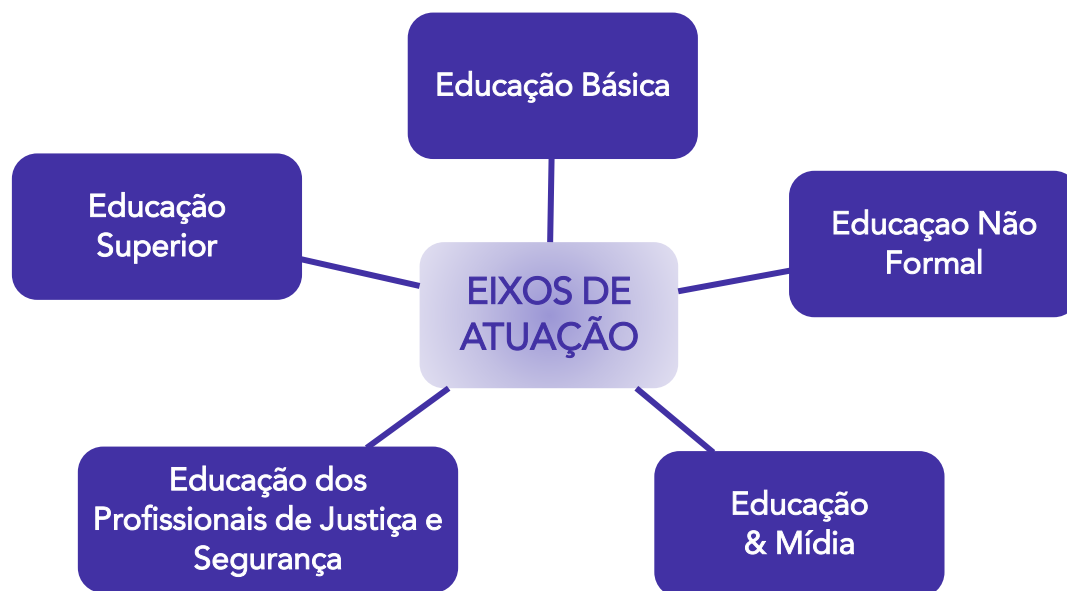 Educação Básica
Educação
Superior
Educaçao Não
Formal
EIXOS DE
ATUAÇÃO
Educação dos
Profissionais de Justiça e
Segurança
Educação
& Mídia